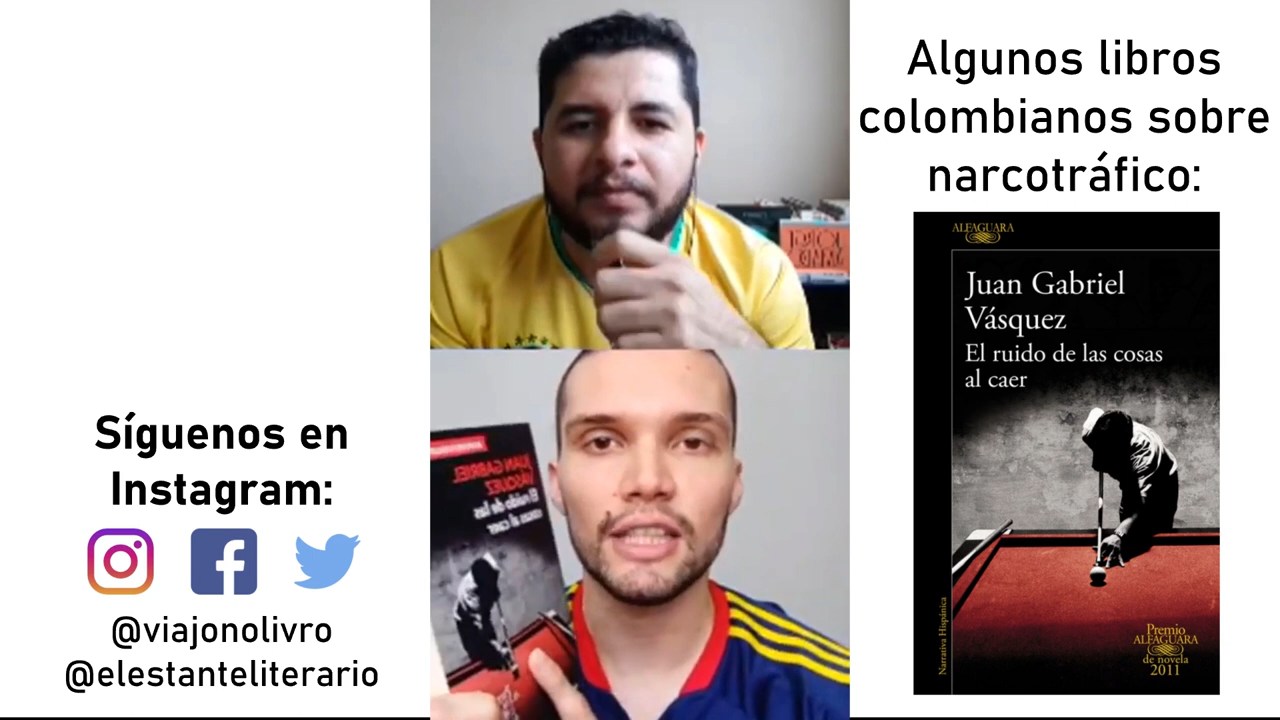 Síguenos en
Instagram:
@viajonolivro
@elestanteliterario
JUAN GABRIEL
VÁSQUEZ
El ruido de las
cosas al caer
Algunos libros
colombianos sobre
narcotráfico:
ALFAGUARA
Juan Gabriel
Vásquez
El ruido de las cosas
al caer
Narrativa Hispánica
Premio
ALFAGUARA
de novela
2011